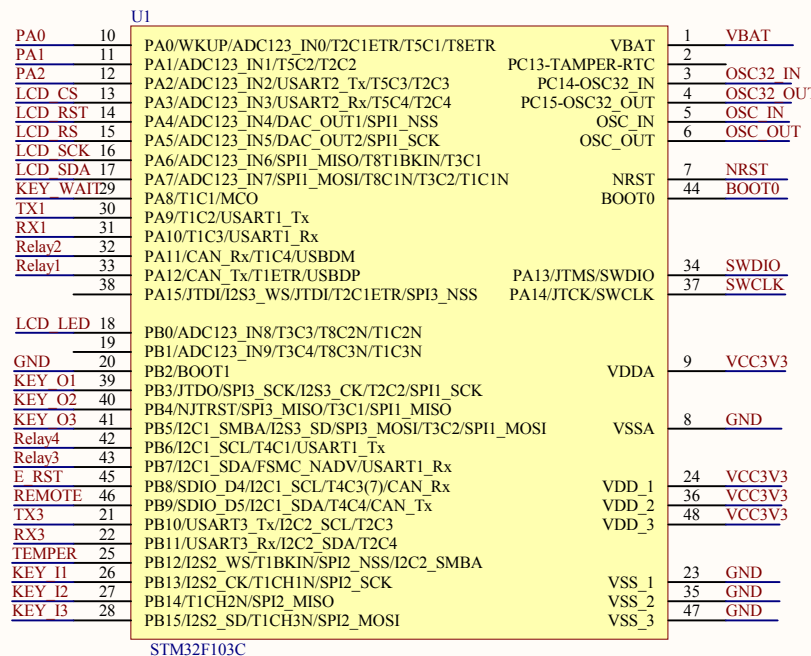 U1
PA0 10 PA0/WKUP/ADC123_IN0/T2C1ETR/T5C1/T8ETR VBAT 1 VBAT
PA1 11 PA1/ADC123_IN1/T5C2/T2C2 PC13-TAMPER-RTC 2
PA2 12 PA2/ADC123_IN2/USART2_Tx/T5C3/T2C3 PC14-OSC32_IN 3 OSC32_IN
LCD_CS 13 PA3/ADC123_IN3/USART2_Rx/T5C4/T2C4 PC15-OSC32_OUT 4 OSC32_OUT
LCD_RST 14 PA4/ADC123_IN4/DAC_OUT1/SPI1_NSS OSC_IN 5 OSC_IN
LCD_RS 15 PA5/ADC123_IN5/DAC_OUT2/SPI1_SCK OSC_OUT 6 OSC_OUT
LCD_SCK 16 PA6/ADC123_IN6/SPI1_MISO/T8T1BKIN/T3C1
LCD_SDA 17 PA7/ADC123_IN7/SPI1_MOSI/T8C1N/T3C2/T1C1N NRST 7 NRST
KEY_WAIT 29 PA8/T1C1/MCO BOOT0 44 BOOT0
TX1 30 PA9/T1C2/USART1_Tx
RX1 31 PA10/T1C3/USART1_Rx
Relay2 32 PA11/CAN_Rx/T1C4/USBDM
Relay1 33 PA12/CAN_Tx/T1ETR/USBDP PA13/JTMS/SWDIO 34 SWDIO
38 PA15/JTDI/I2S3_WS/JTDI/T2C1ETR/SPI3_NSS PA14/JTCK/SWCLK 37 SWCLK
LCD_LED 18 PB0/ADC123_IN8/T3C3/T8C2N/T1C2N
19 PB1/ADC123_IN9/T3C4/T8C3N/T1C3N
GND 20 PB2/BOOT1 VDDA 9 VCC3V3
KEY_O1 39 PB3/JTDO/SPI3_SCK/I2S3_CK/T2C2/SPI1_SCK
KEY_O2 40 PB4/NJTRST/SPI3_MISO/T3C1/SPI1_MISO
KEY_O3 41 PB5/I2C1_SMBA/I2S3_SD/SPI3_MOSI/T3C2/SPI1_MOSI VSSA 8 GND
Relay4 42 PB6/I2C1_SCL/T4C1/USART1_Tx
Relay3 43 PB7/I2C1_SDA/FSMC_NADV/USART1_Rx
E_RST 45 PB8/SDIO_D4/I2C1_SCL/T4C3(7)/CAN_Rx VDD_1 24 VCC3V3
REMOTE 46 PB9/SDIO_D5/I2C1_SDA/T4C4/CAN_Tx VDD_2 36 VCC3V3
TX3 21 PB10/USART3_Tx/I2C2_SCL/T2C3 VDD_3 48 VCC3V3
RX3 22 PB11/USART3_Rx/I2C2_SDA/T2C4
TEMPER 25 PB12/I2S2_WS/T1BKIN/SPI2_NSS/I2C2_SMBA
KEY_I1 26 PB13/I2S2_CK/T1CH1N/SPI2_SCK VSS_1 23 GND
KEY_I2 27 PB14/T1CH2N/SPI2_MISO VSS_2 35 GND
KEY_I3 28 PB15/I2S2_SD/T1CH3N/SPI2_MOSI VSS_3 47 GND
STM32F103C